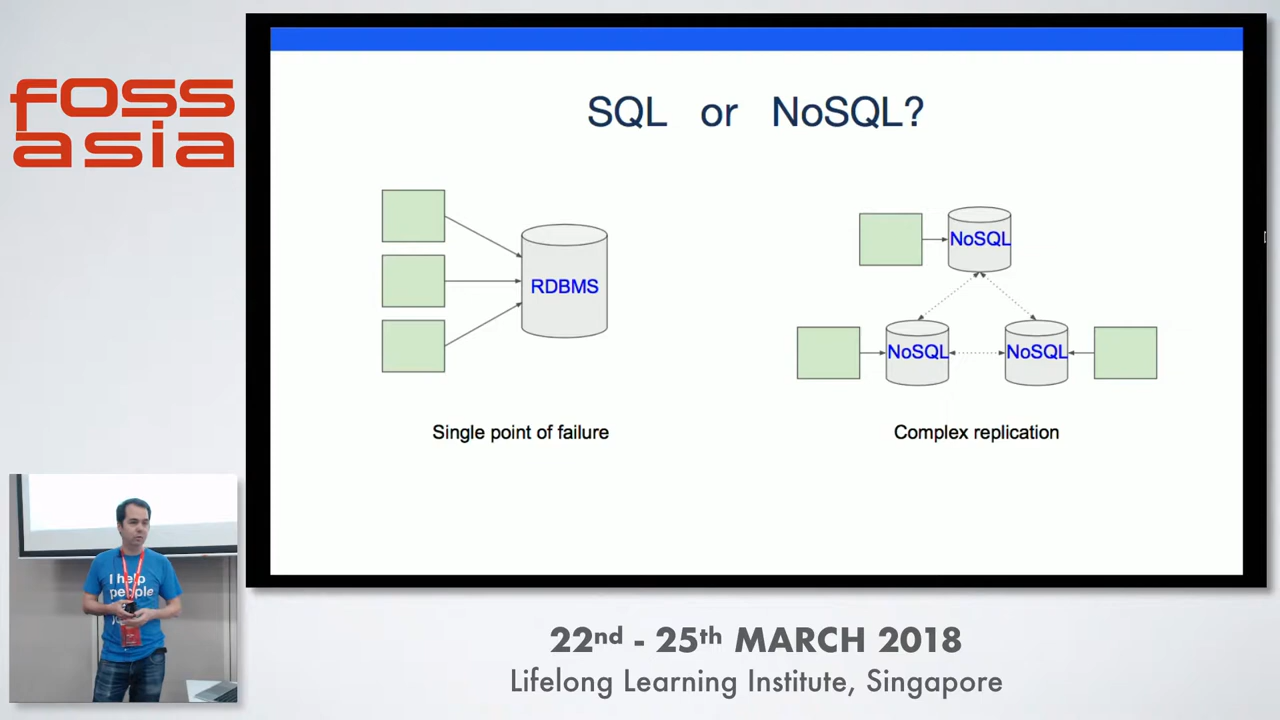 foss
asia
SQL or NoSQL?
RDBMS
NoSQL
NoSQL
NoSQL
Single point of failure
Complex replication
I help
people
22nd - 25th MARCH 2018
Lifelong Learning Institute, Singapore